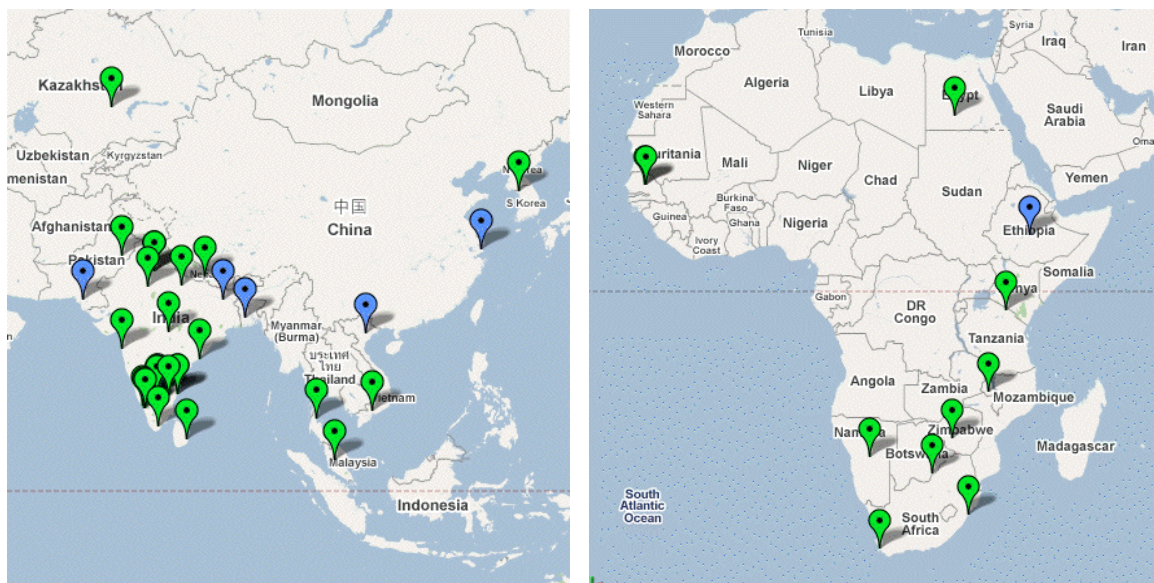 Kazakhstan
Mongolia
Uzbekistan
Kyrgyzstan
menistan
S Korea
中国
China
Afghanistan
Pakistan
India
Myanmar
(Burma)
ประเทศ
ไทย
Thailand
Vietnam
Malaysia
Indonesia
Morocco
Tunisia
Syria
Iraq
Iran
Algeria
Libya
Egypt
Western
Sahara
Saudi
Arabia
Oma
Mauritania
Mali
Niger
Chad
Sudan
Yemen
Burkina
Faso
Guinea
Ghana
Nigeria
Ivory
Coast
Ethiopia
Somalia
Gabon
DR
Congo
Kenya
Tanzania
Angola
Zambia
Mozambique
Namibia
Zimbabwe
Botswana
Madagascar
South
Atlantic
Ocean
South
Africa